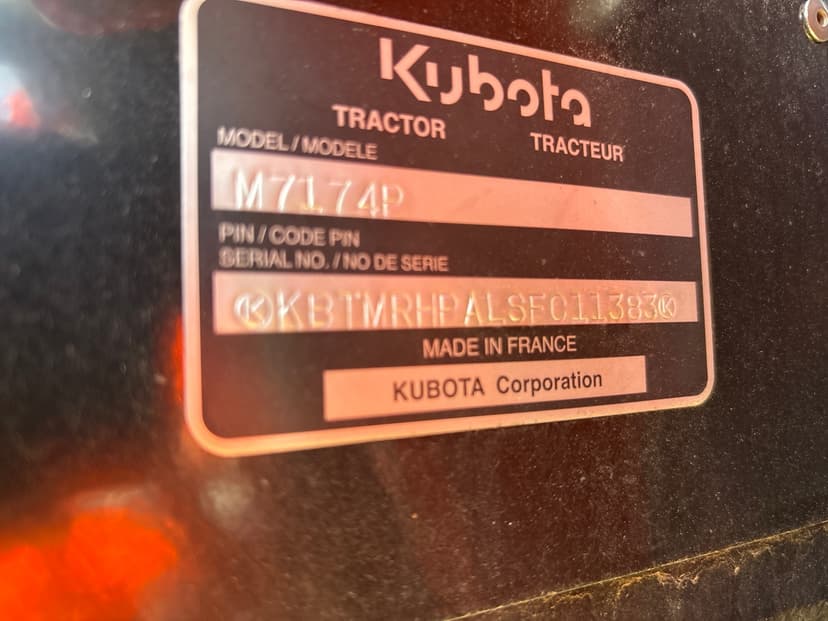 Kubota
TRACTOR TRACTEUR
MODEL / MODELE
M7174P
PIN / CODE PIN
SERIAL NO. / NO DE SERIE
KBTMRHPALSF011383
MADE IN FRANCE
KUBOTA Corporation